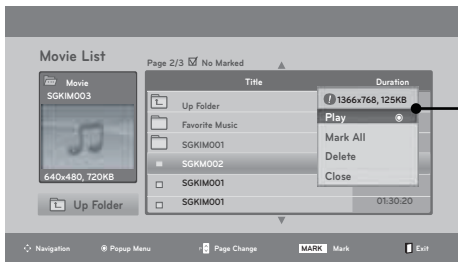 Movie List
Page 2/3 No Marked
Movie
SGKIM003
640x480, 720KB
Up Folder
Title Duration
Up Folder
Favorite Music
SGKIM001
SGKM002
SGKIM001
SGKIM001 01:30:20
1366x768, 125KB
Play
Mark All
Delete
Close
Navigation Popup Menu Page Change MARK Mark Exit